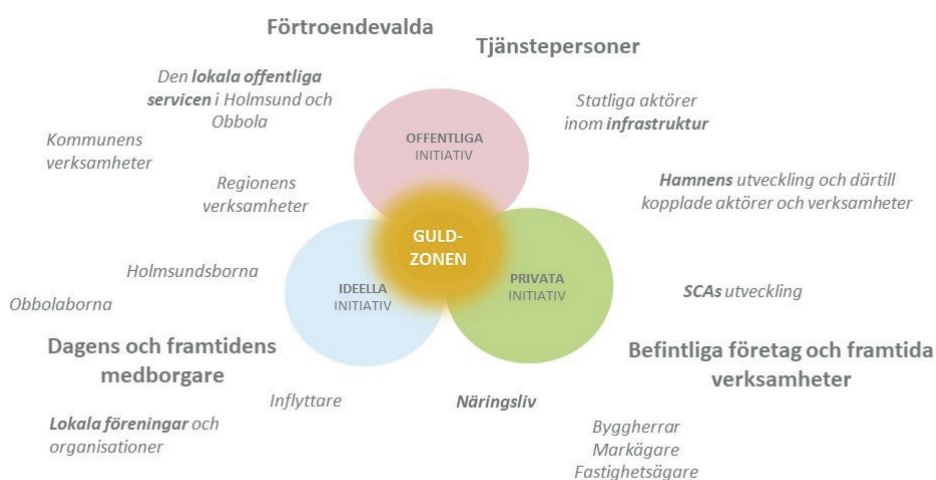 Förtroendevalda
Tjänstepersoner
Den lokala offentliga
servicen i Holmsund och
Obbola
Statliga aktörer
inom infrastruktur
Kommunens
verksamheter
OFFENTLIGA
INITIATIV
Regionens
verksamheter
Hamnens utveckling och därtill
kopplade aktörer och verksamheter
GULD-
ZONEN
Holmsundsborna
IDEELLA
INITIATIV
PRIVATA
INITIATIV
Obbolaborna
SCAs utveckling
Dagens och framtidens
medborgare
Befintliga företag och framtida
verksamheter
Inflyttare
Näringsliv
Lokala föreningar och
organisationer
Byggherrar
Markägare
Fastighetsägare